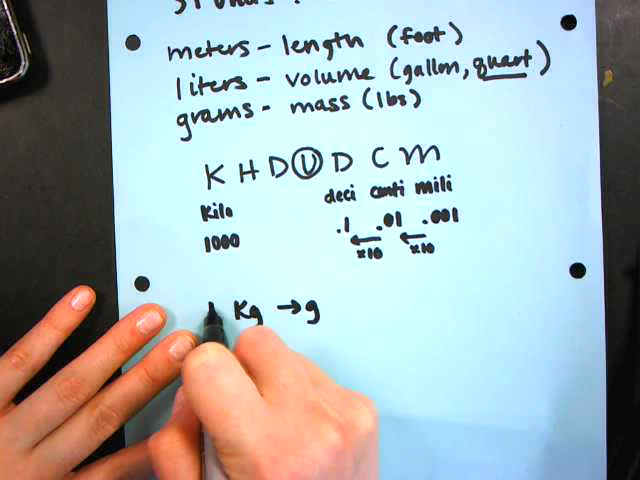 meters - length (foot)
liters - volume (gallon, quart)
grams - mass (lbs)
K H D U D C m
deci centi mili
Kilo
.1 .01 .001
1000
x10 x10
Kg → g